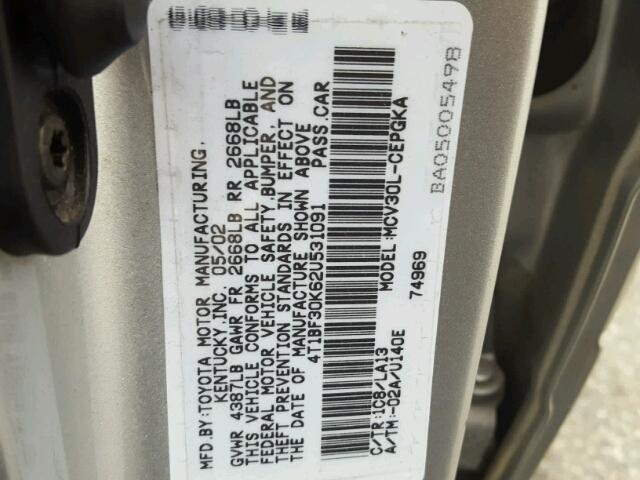 MFD.BY:TOYOTA MOTOR MANUFACTURING,
KENTUCKY,INC. 05/02
GVWR 4387LB GAWR FR 2668LB RR 2668LB
THIS VEHICLE CONFORMS TO ALL APPLICABLE
FEDERAL MOTOR VEHICLE SAFETY,BUMPER, AND
THEFT PREVENTION STANDARDS IN EFFECT ON
THE DATE OF MANUFACTURE SHOWN ABOVE
4T1BF30K62U531091 PASS.CAR
MODEL:MCV30L-CEPGKA
C/TR:1C8/LA13 74969
A/TM:-02A/U140E
BA0500549B